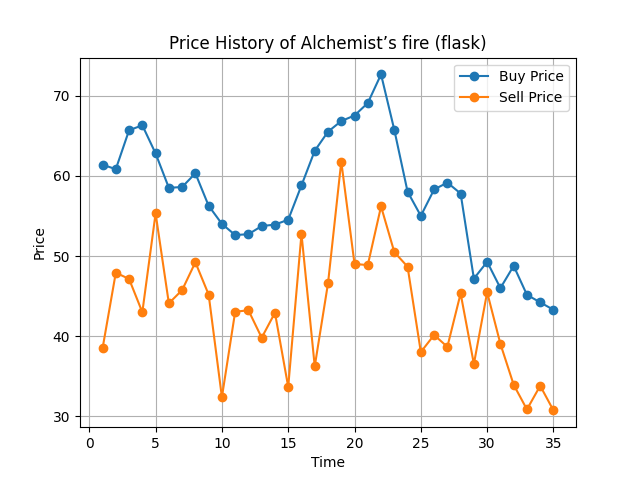 Price History of Alchemist’s fire (flask)
Buy Price
Sell Price
Price
70
60
50
40
30
0 5 10 15 20 25 30 35
Time